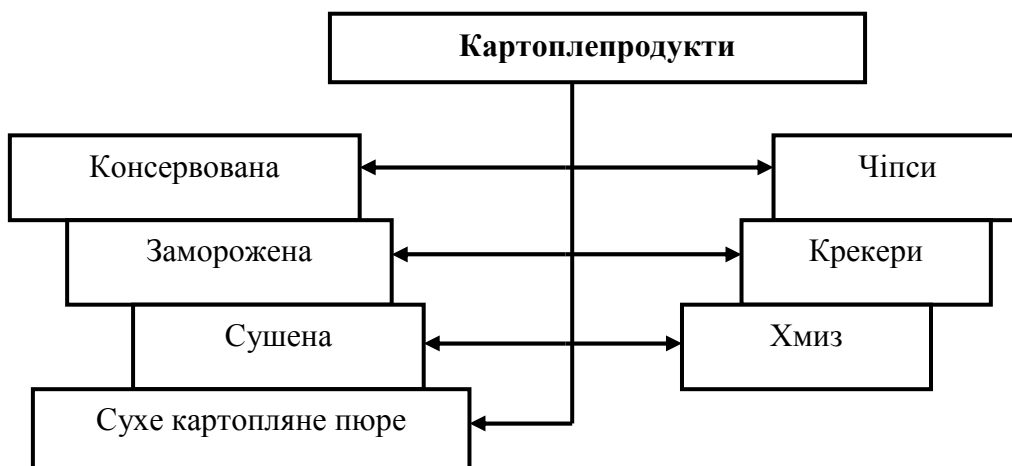 Картоплепродукти
Консервована
Чіпси
Заморожена
Крекери
Сушена
Хмиз
Сухе картопляне пюре